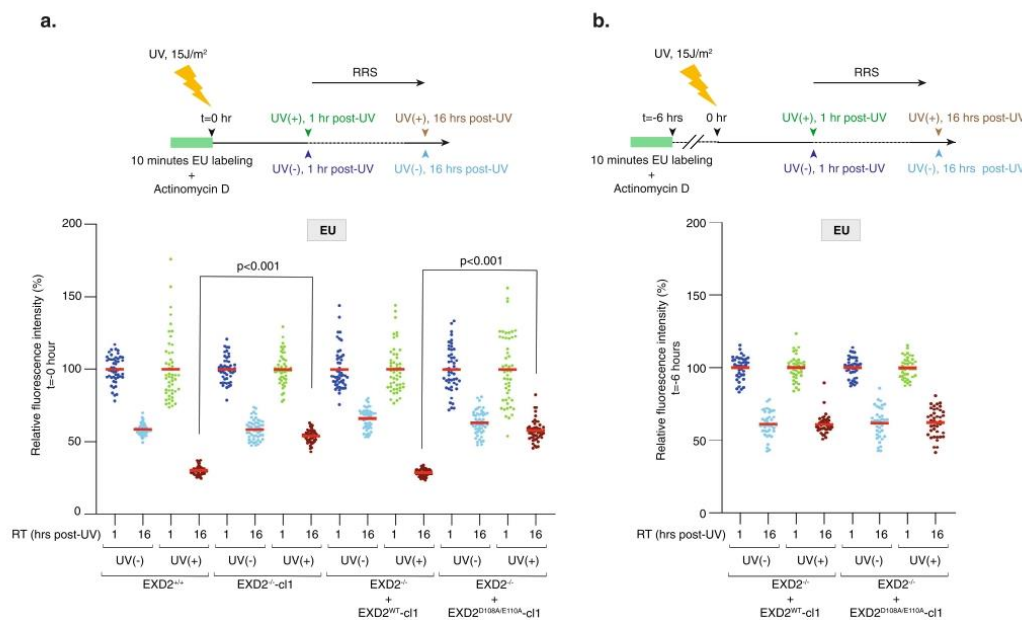 a.
UV, 15J/m²
RRS
t=0 hr
UV(+), 1 hr post-UV
UV(+), 16 hrs post-UV
10 minutes EU labeling
+
Actinomycin D
UV(-), 1 hr post-UV
UV(-), 16 hrs post-UV
EU
Relative fluorescence intensity (%)
t=-0 hour
200
150
100
50
0
p<0.001
p<0.001
RT (hrs post-UV) 1 16 1 16 1 16 1 16 1 16 1 16 1 16 1 16
UV(-) UV(+) UV(-) UV(+) UV(-) UV(+) UV(-) UV(+)
EXD2⁺/⁺ EXD2⁻/⁻-cl1 EXD2⁻/⁻ EXD2⁻/⁻
+ +
EXD2ᵂᵀ-cl1 EXD2ᴰ¹⁰⁸ᴬ/ᴱ¹¹⁰ᴬ-cl1
b.
UV, 15J/m²
RRS
t=-6 hrs 0 hr
UV(+), 1 hr post-UV
UV(+), 16 hrs post-UV
10 minutes EU labeling
+
Actinomycin D
UV(-), 1 hr post-UV
UV(-), 16 hrs post-UV
EU
Relative fluorescence intensity (%)
t=-6 hours
200
150
100
50
0
RT (hrs post-UV) 1 16 1 16 1 16 1 16
UV(-) UV(+) UV(-) UV(+)
EXD2⁻/⁻ EXD2⁻/⁻
+ +
EXD2ᵂᵀ-cl1 EXD2ᴰ¹⁰⁸ᴬ/ᴱ¹¹⁰ᴬ-cl1